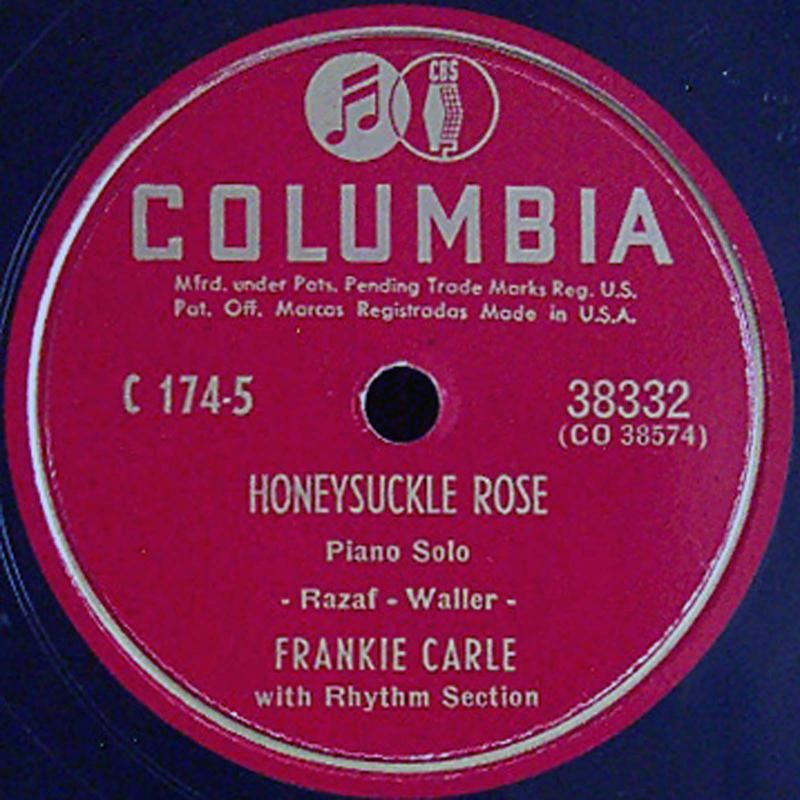 CBS
COLUMBIA
Mfrd. under Pats. Pending Trade Marks Reg. U.S.
Pat. Off. Marcas Registradas Made in U.S.A.
C 174-5
38332
(CO 38574)
HONEYSUCKLE ROSE
Piano Solo
- Razaf - Waller -
FRANKIE CARLE
with Rhythm Section